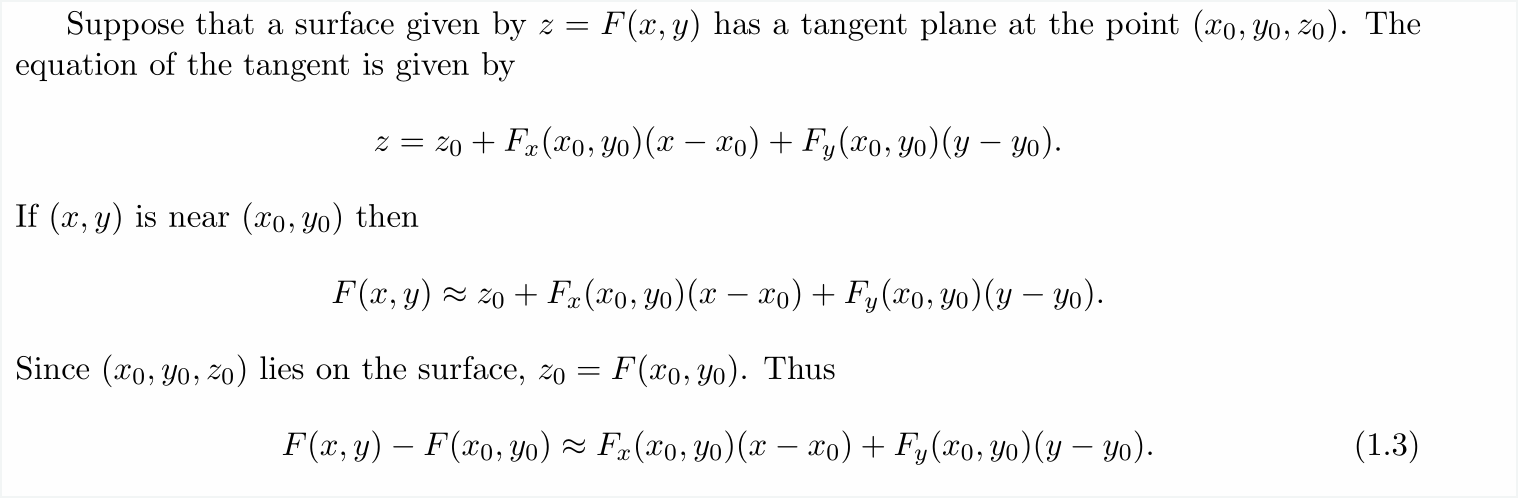 Suppose that a surface given by z = F(x, y) has a tangent plane at the point (x₀, y₀, z₀). The
equation of the tangent is given by
z = z₀ + Fₓ(x₀, y₀)(x − x₀) + F_y(x₀, y₀)(y − y₀).
If (x, y) is near (x₀, y₀) then
F(x, y) ≈ z₀ + Fₓ(x₀, y₀)(x − x₀) + F_y(x₀, y₀)(y − y₀).
Since (x₀, y₀, z₀) lies on the surface, z₀ = F(x₀, y₀). Thus
F(x, y) − F(x₀, y₀) ≈ Fₓ(x₀, y₀)(x − x₀) + F_y(x₀, y₀)(y − y₀). (1.3)